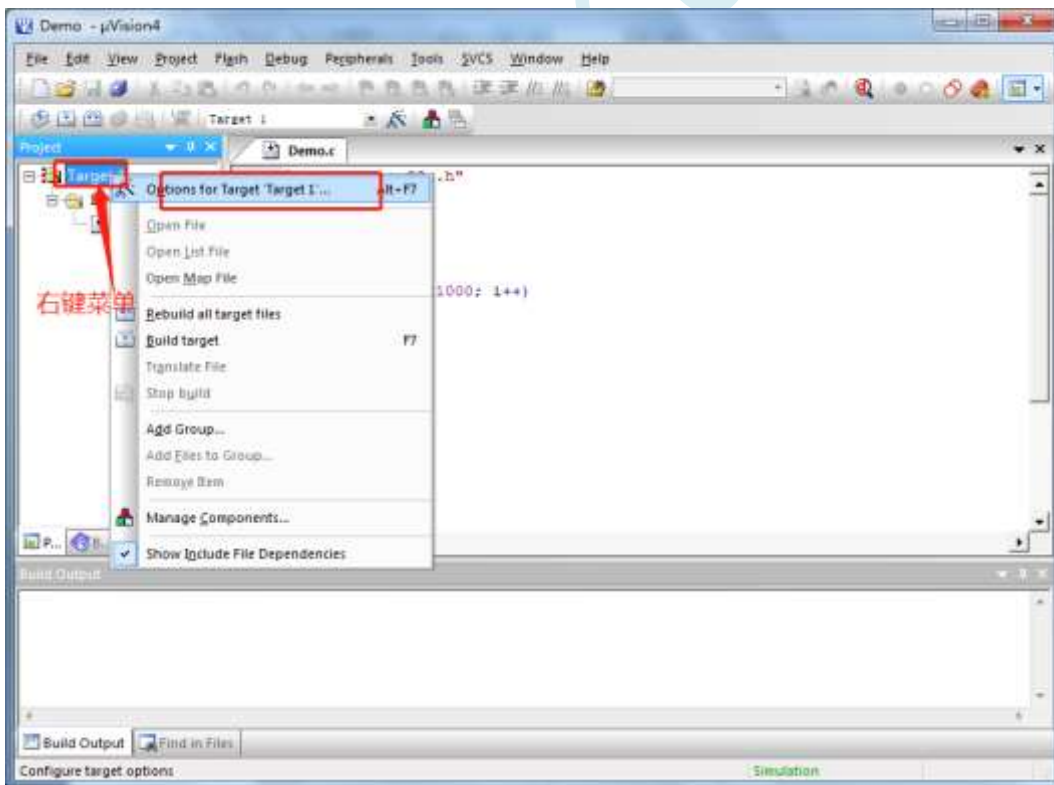 Demo - µVision4
File Edit View Project Flash Debug Peripherals Tools SVCS Window Help
Target 1
Project
Demo.c
Target
Options for Target 'Target 1'... Alt+F7
.h"
Open File
Open List File
Open Map File
1000; i++)
右键菜单
Rebuild all target files
Build target F7
Translate File
Stop build
Add Group...
Add Files to Group...
Remove Item
Manage Components...
P...
Show Include File Dependencies
Build Output
Build Output Find in Files
Configure target options Simulation